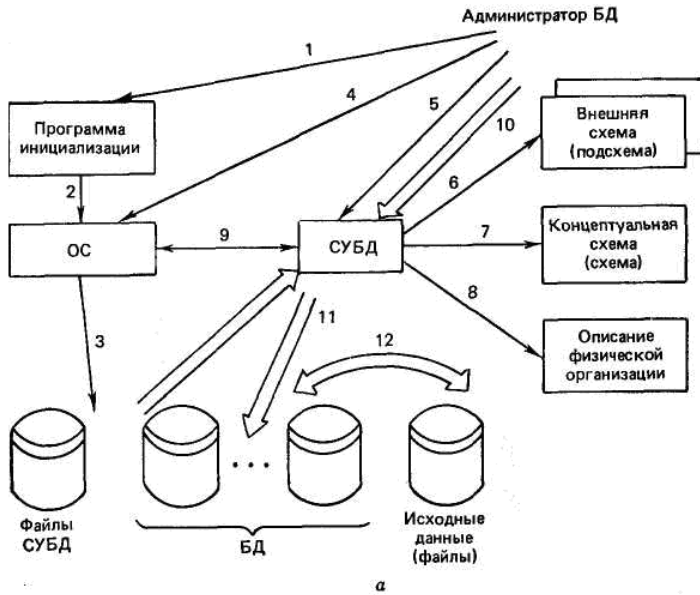 Администратор БД
1
4
5
10
Программа
инициализации
Внешняя
схема
(подсхема)
2
6
ОС
9
СУБД
7
Концептуальная
схема
(схема)
8
3
11
12
Описание
физической
организации
. . .
Файлы
СУБД
БД
Исходные
данные
(файлы)
а